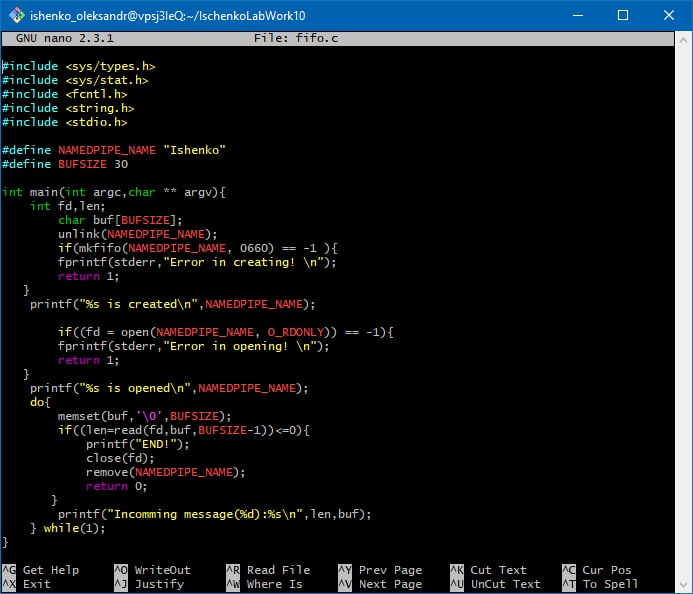 ishenko_oleksandr@vpsj3leQ:~/IschenkoLabWork10
GNU nano 2.3.1 File: fifo.c
#include <sys/types.h>
#include <sys/stat.h>
#include <fcntl.h>
#include <string.h>
#include <stdio.h>
#define NAMEDPIPE_NAME "Ishenko"
#define BUFSIZE 30
int main(int argc,char ** argv){
int fd,len;
char buf[BUFSIZE];
unlink(NAMEDPIPE_NAME);
if(mkfifo(NAMEDPIPE_NAME, 0660) == -1 ){
fprintf(stderr,"Error in creating! \n");
return 1;
}
printf("%s is created\n",NAMEDPIPE_NAME);
if((fd = open(NAMEDPIPE_NAME, O_RDONLY)) == -1){
fprintf(stderr,"Error in opening! \n");
return 1;
}
printf("%s is opened\n",NAMEDPIPE_NAME);
do{
memset(buf,'\0',BUFSIZE);
if((len=read(fd,buf,BUFSIZE-1))<=0){
printf("END!");
close(fd);
remove(NAMEDPIPE_NAME);
return 0;
}
printf("Incomming message(%d):%s\n",len,buf);
} while(1);
}
^G Get Help ^O WriteOut ^R Read File ^Y Prev Page ^K Cut Text ^C Cur Pos
^X Exit ^J Justify ^W Where Is ^V Next Page ^U UnCut Text ^T To Spell